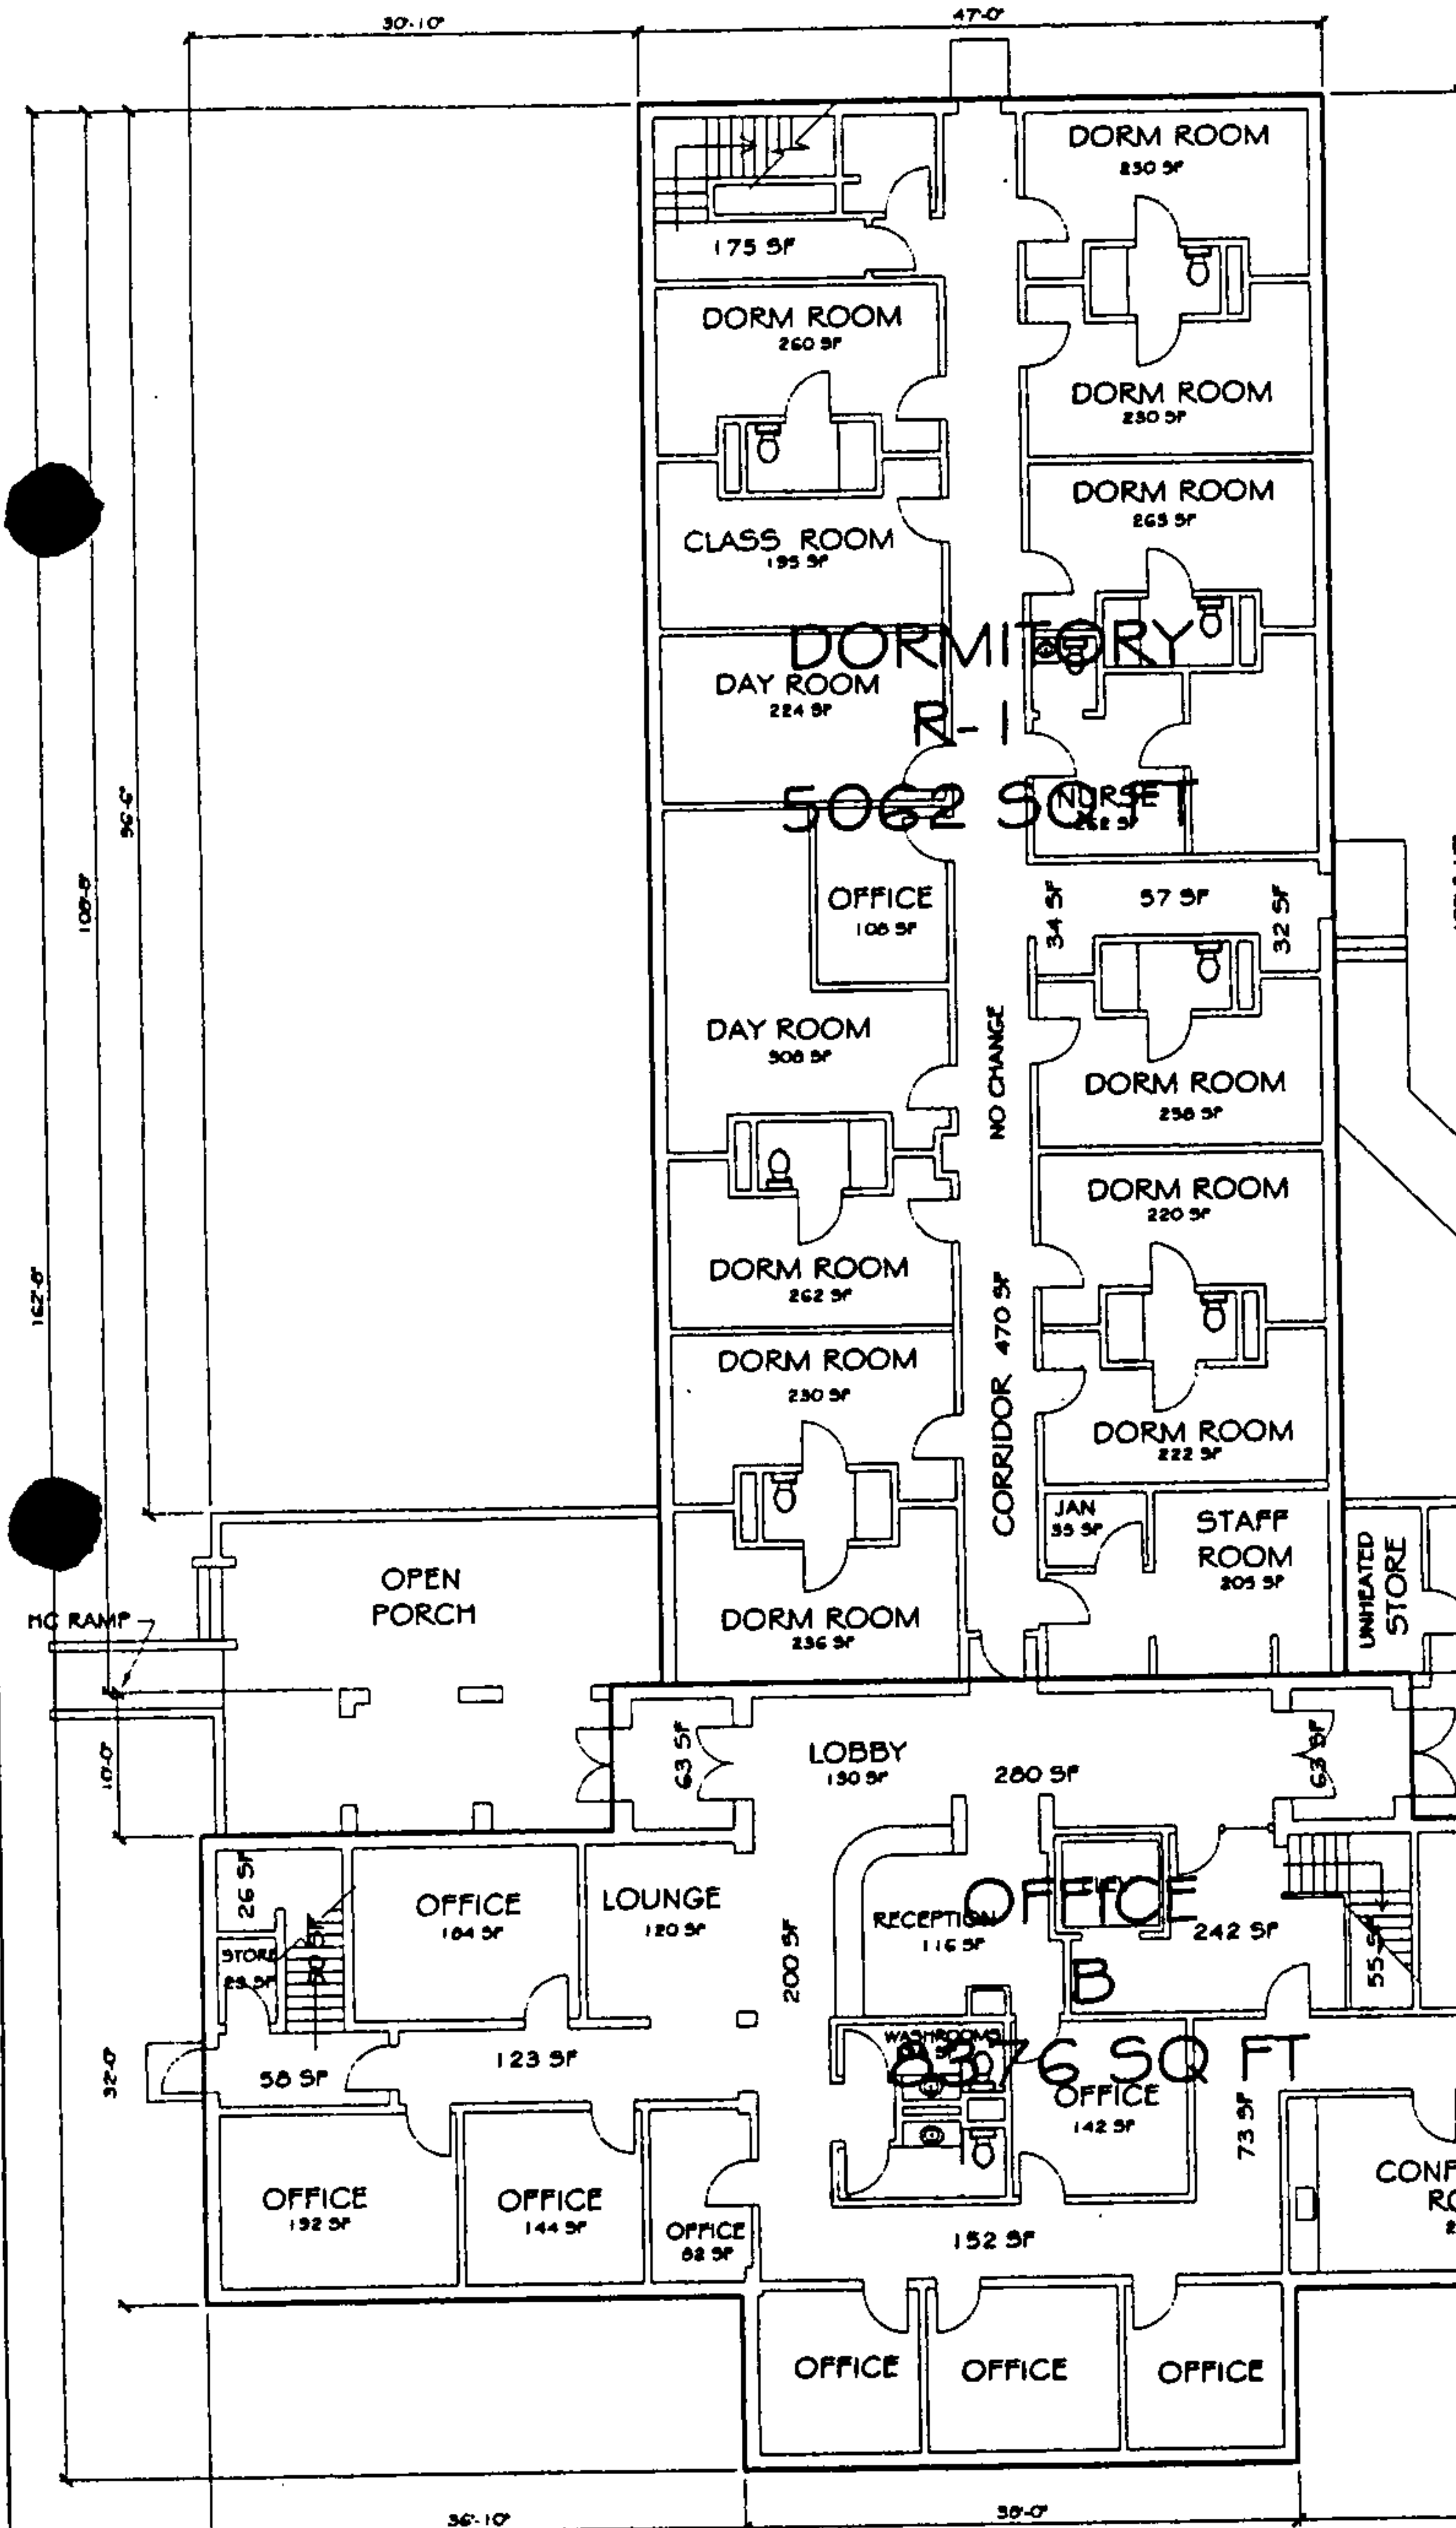 30'-10"
47'-0"
DORM ROOM
230 SF
175 SF
DORM ROOM
260 SF
DORM ROOM
230 SF
DORM ROOM
265 SF
CLASS ROOM
195 SF
DORMITORY
R-1
5062 SQ FT
DAY ROOM
224 SF
NURSE
262 SF
96'-6"
108'-8"
162'-8"
OFFICE
108 SF
34 SF
57 SF
32 SF
DAY ROOM
308 SF
NO CHANGE
DORM ROOM
238 SF
DORM ROOM
220 SF
DORM ROOM
262 SF
CORRIDOR 470 SF
DORM ROOM
230 SF
DORM ROOM
222 SF
JAN
35 SF
STAFF
ROOM
205 SF
UNHEATED
STORE
OPEN
PORCH
HC RAMP
DORM ROOM
236 SF
10'-0"
63 SF
LOBBY
130 SF
280 SF
63 SF
26 SF
OFFICE
184 SF
LOUNGE
120 SF
200 SF
RECEPTION
116 SF
OFFICE
B
242 SF
STORE
WASHROOMS
SQ FT
58 SF
123 SF
32'-0"
OFFICE
142 SF
73 SF
OFFICE
192 SF
OFFICE
144 SF
OFFICE
82 SF
152 SF
OFFICE
OFFICE
OFFICE
36'-10"
38'-0"